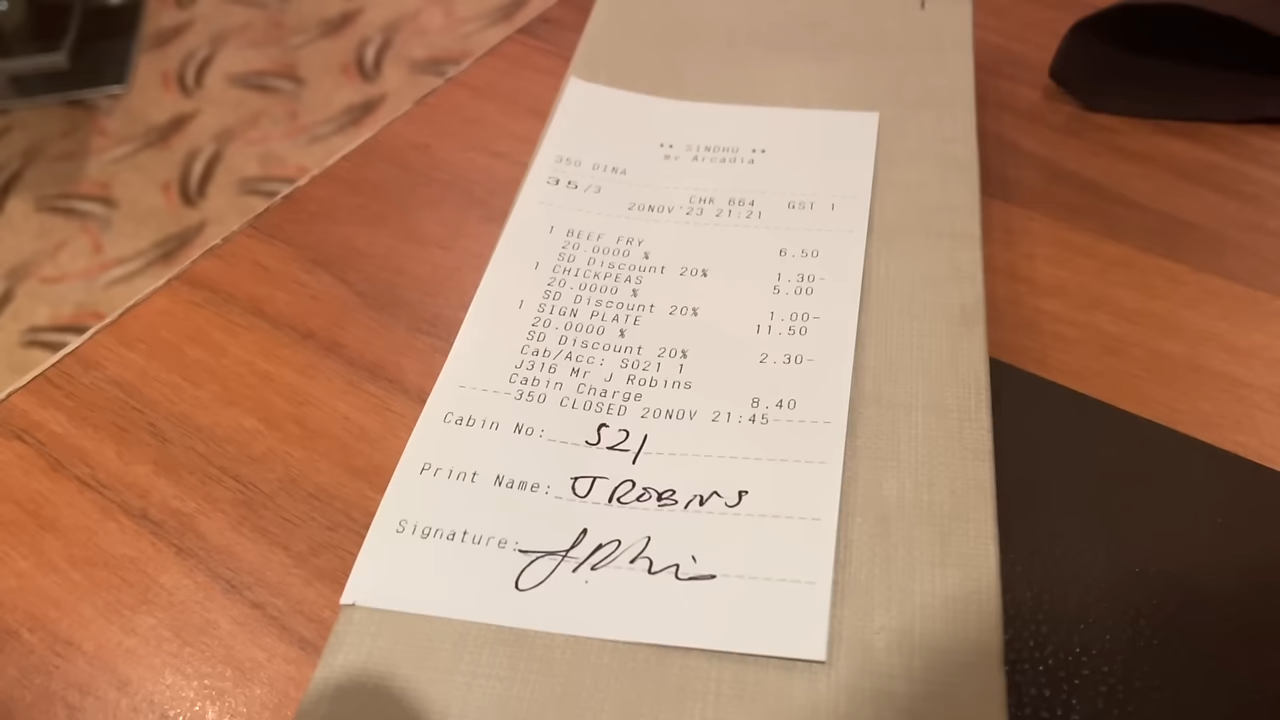 ** SINDHU **
mv Arcadia
350 DINA
35/3
CHK 664 GST 1
20NOV'23 21:21
1 BEEF FRY 6.50
20.0000 %
SD Discount 20% 1.30-
1 CHICKPEAS 5.00
20.0000 %
SD Discount 20% 1.00-
1 SIGN PLATE 11.50
20.0000 %
SD Discount 20% 2.30-
Cab/Acc: S021 1
J316 Mr J Robins
Cabin Charge 8.40
-----350 CLOSED 20NOV 21:45-----
Cabin No: S21
Print Name: J ROBINS
Signature: